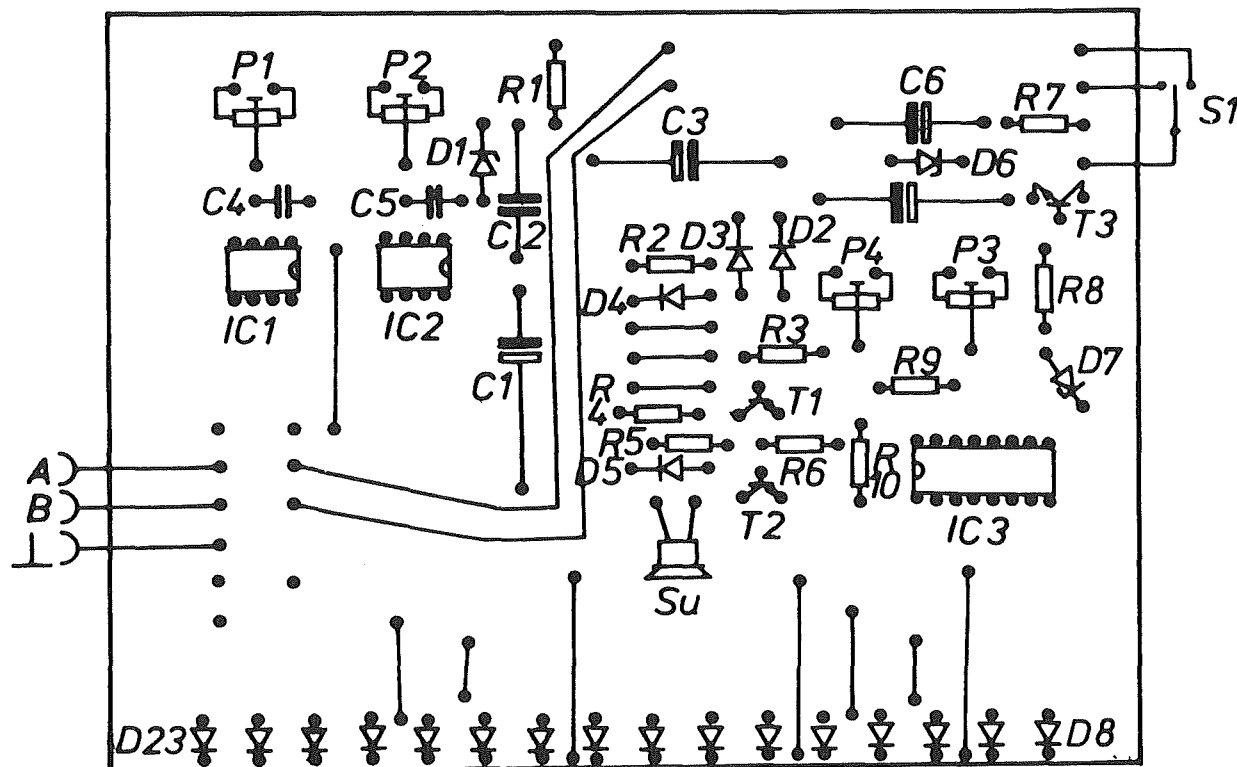 P1
P2
R1
C6
R7
S1
C3
D1
D6
C4
C5
C2
T3
R2
D3
D2
P4
P3
IC1
IC2
D4
R8
C1
R3
R9
D7
R
4
T1
A
R5
D5
R6
R
10
B
T2
IC3
Su
D23
D8